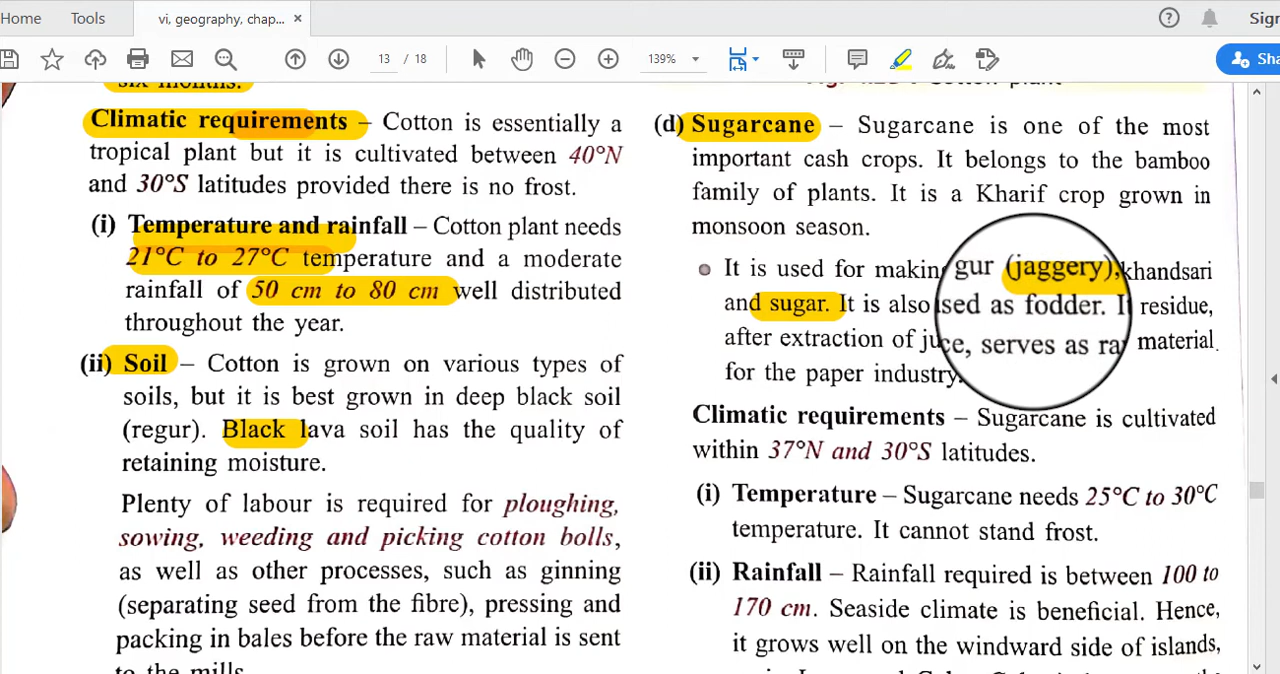 Home
Tools
vi, geography, chap... ×
Sign
13 / 18
139%
Sha
six months.
Climatic requirements – Cotton is essentially a
tropical plant but it is cultivated between 40°N
and 30°S latitudes provided there is no frost.
(i) Temperature and rainfall – Cotton plant needs
21°C to 27°C temperature and a moderate
rainfall of 50 cm to 80 cm well distributed
throughout the year.
(ii) Soil – Cotton is grown on various types of
soils, but it is best grown in deep black soil
(regur). Black lava soil has the quality of
retaining moisture.
Plenty of labour is required for ploughing,
sowing, weeding and picking cotton bolls,
as well as other processes, such as ginning
(separating seed from the fibre), pressing and
packing in bales before the raw material is sent
to the mills.
Cotton plant
(d) Sugarcane – Sugarcane is one of the most
important cash crops. It belongs to the bamboo
family of plants. It is a Kharif crop grown in
monsoon season.
It is used for making gur (jaggery), khandsari
and sugar. It is also used as fodder. It residue,
after extraction of juce, serves as raw material
for the paper industry.
Climatic requirements – Sugarcane is cultivated
within 37°N and 30°S latitudes.
(i) Temperature – Sugarcane needs 25°C to 30°C
temperature. It cannot stand frost.
(ii) Rainfall – Rainfall required is between 100 to
170 cm. Seaside climate is beneficial. Hence,
it grows well on the windward side of islands,